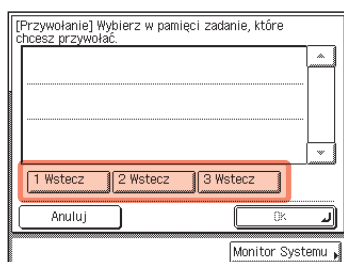 [Przywołanie] Wybierz w pamięci zadanie, które
chcesz przywołać.
1 Wstecz
2 Wstecz
3 Wstecz
Anuluj
OK
Monitor Systemu